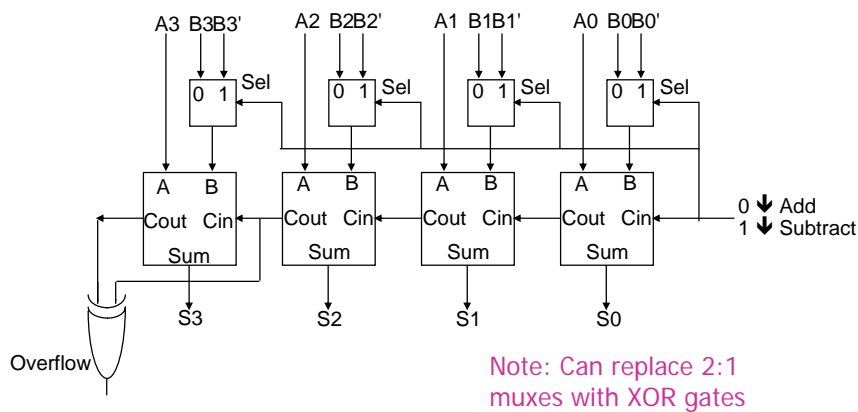 A3 B3B3' A2 B2B2' A1 B1B1' A0 B0B0'
0 1 Sel 0 1 Sel 0 1 Sel 0 1 Sel
A B A B A B A B
Cout Cin Cout Cin Cout Cin Cout Cin
0 🡳 Add
1 🡳 Subtract
Sum Sum Sum Sum
S3 S2 S1 S0
Overflow
Note: Can replace 2:1
muxes with XOR gates